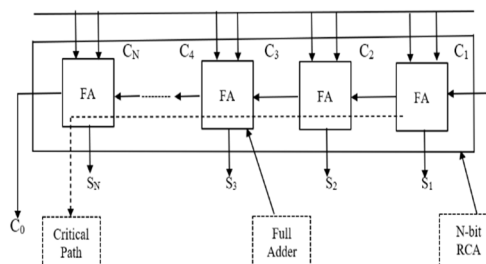 C_N C_4 C_3 C_2 C_1
FA FA FA FA
S_N S_3 S_2 S_1
C_0
Critical Path
Full Adder
N-bit RCA